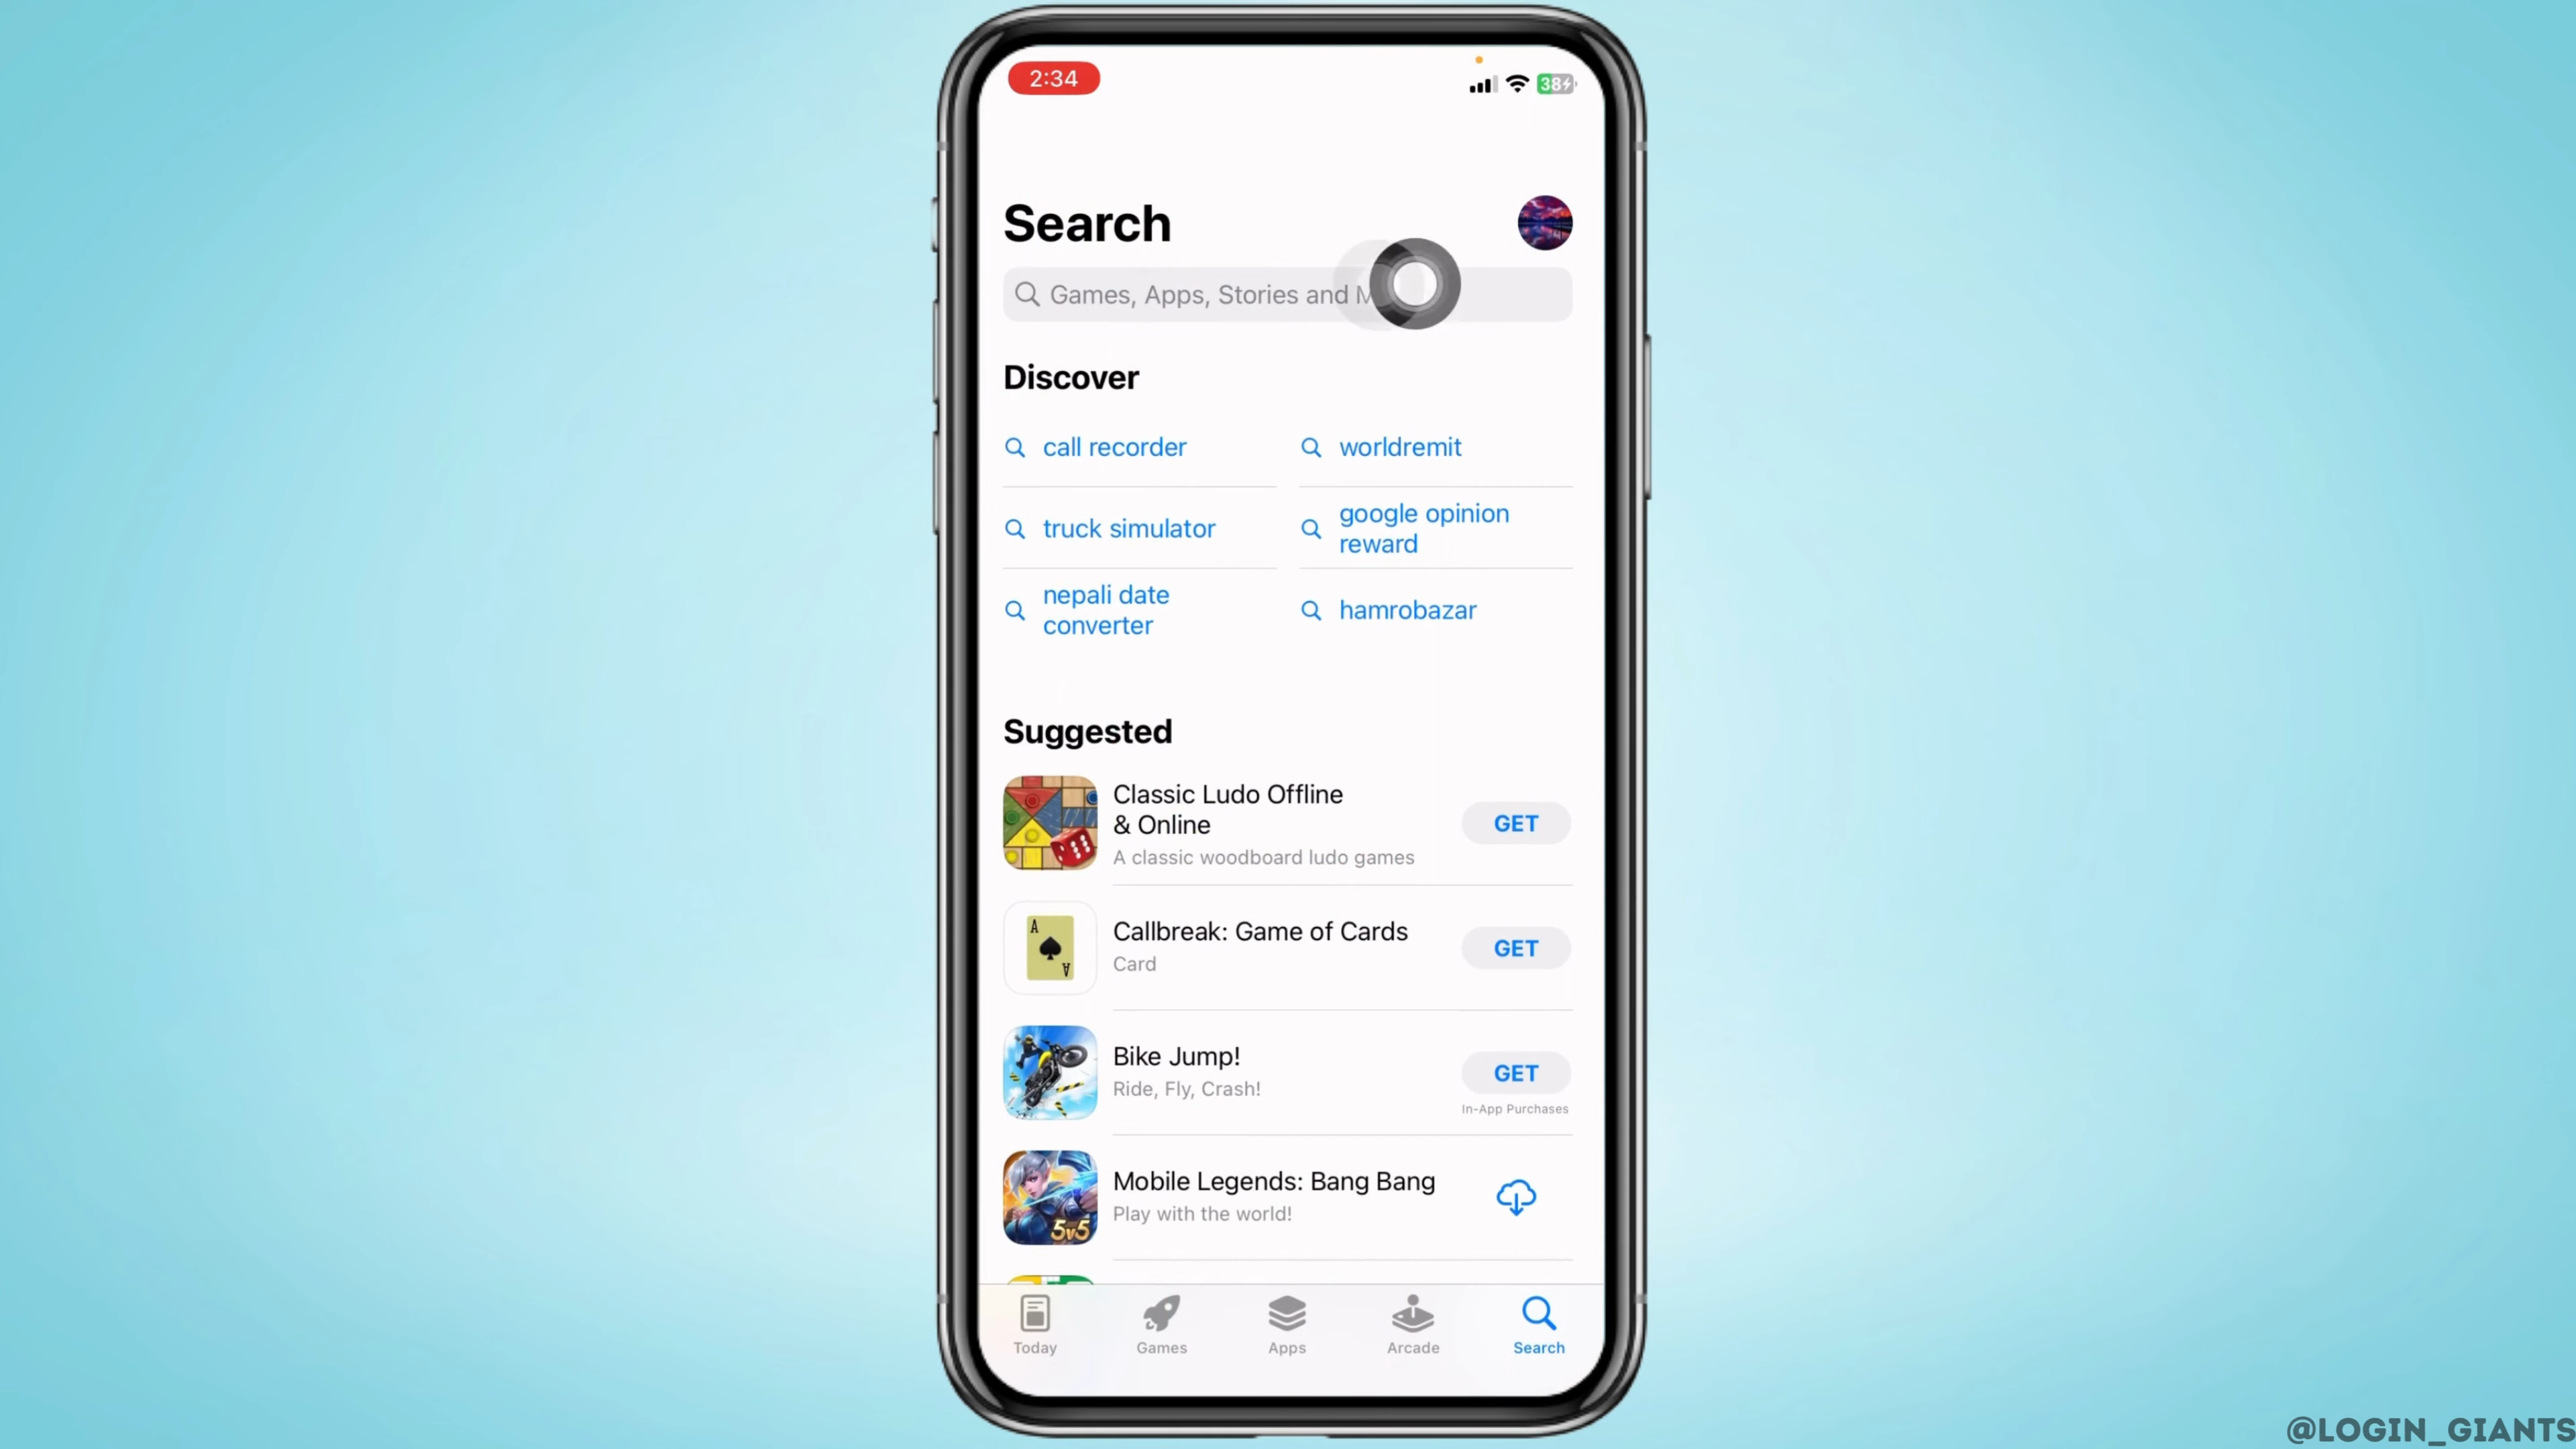 2:34
38
Search
Games, Apps, Stories and M
Discover
call recorder
worldremit
truck simulator
google opinion
reward
nepali date
converter
hamrobazar
Suggested
Classic Ludo Offline
& Online
A classic woodboard ludo games
GET
A
A
Callbreak: Game of Cards
Card
GET
Bike Jump!
Ride, Fly, Crash!
GET
In-App Purchases
5v5
Mobile Legends: Bang Bang
Play with the world!
Today
Games
Apps
Arcade
Search
@LOGIN_GIANTS